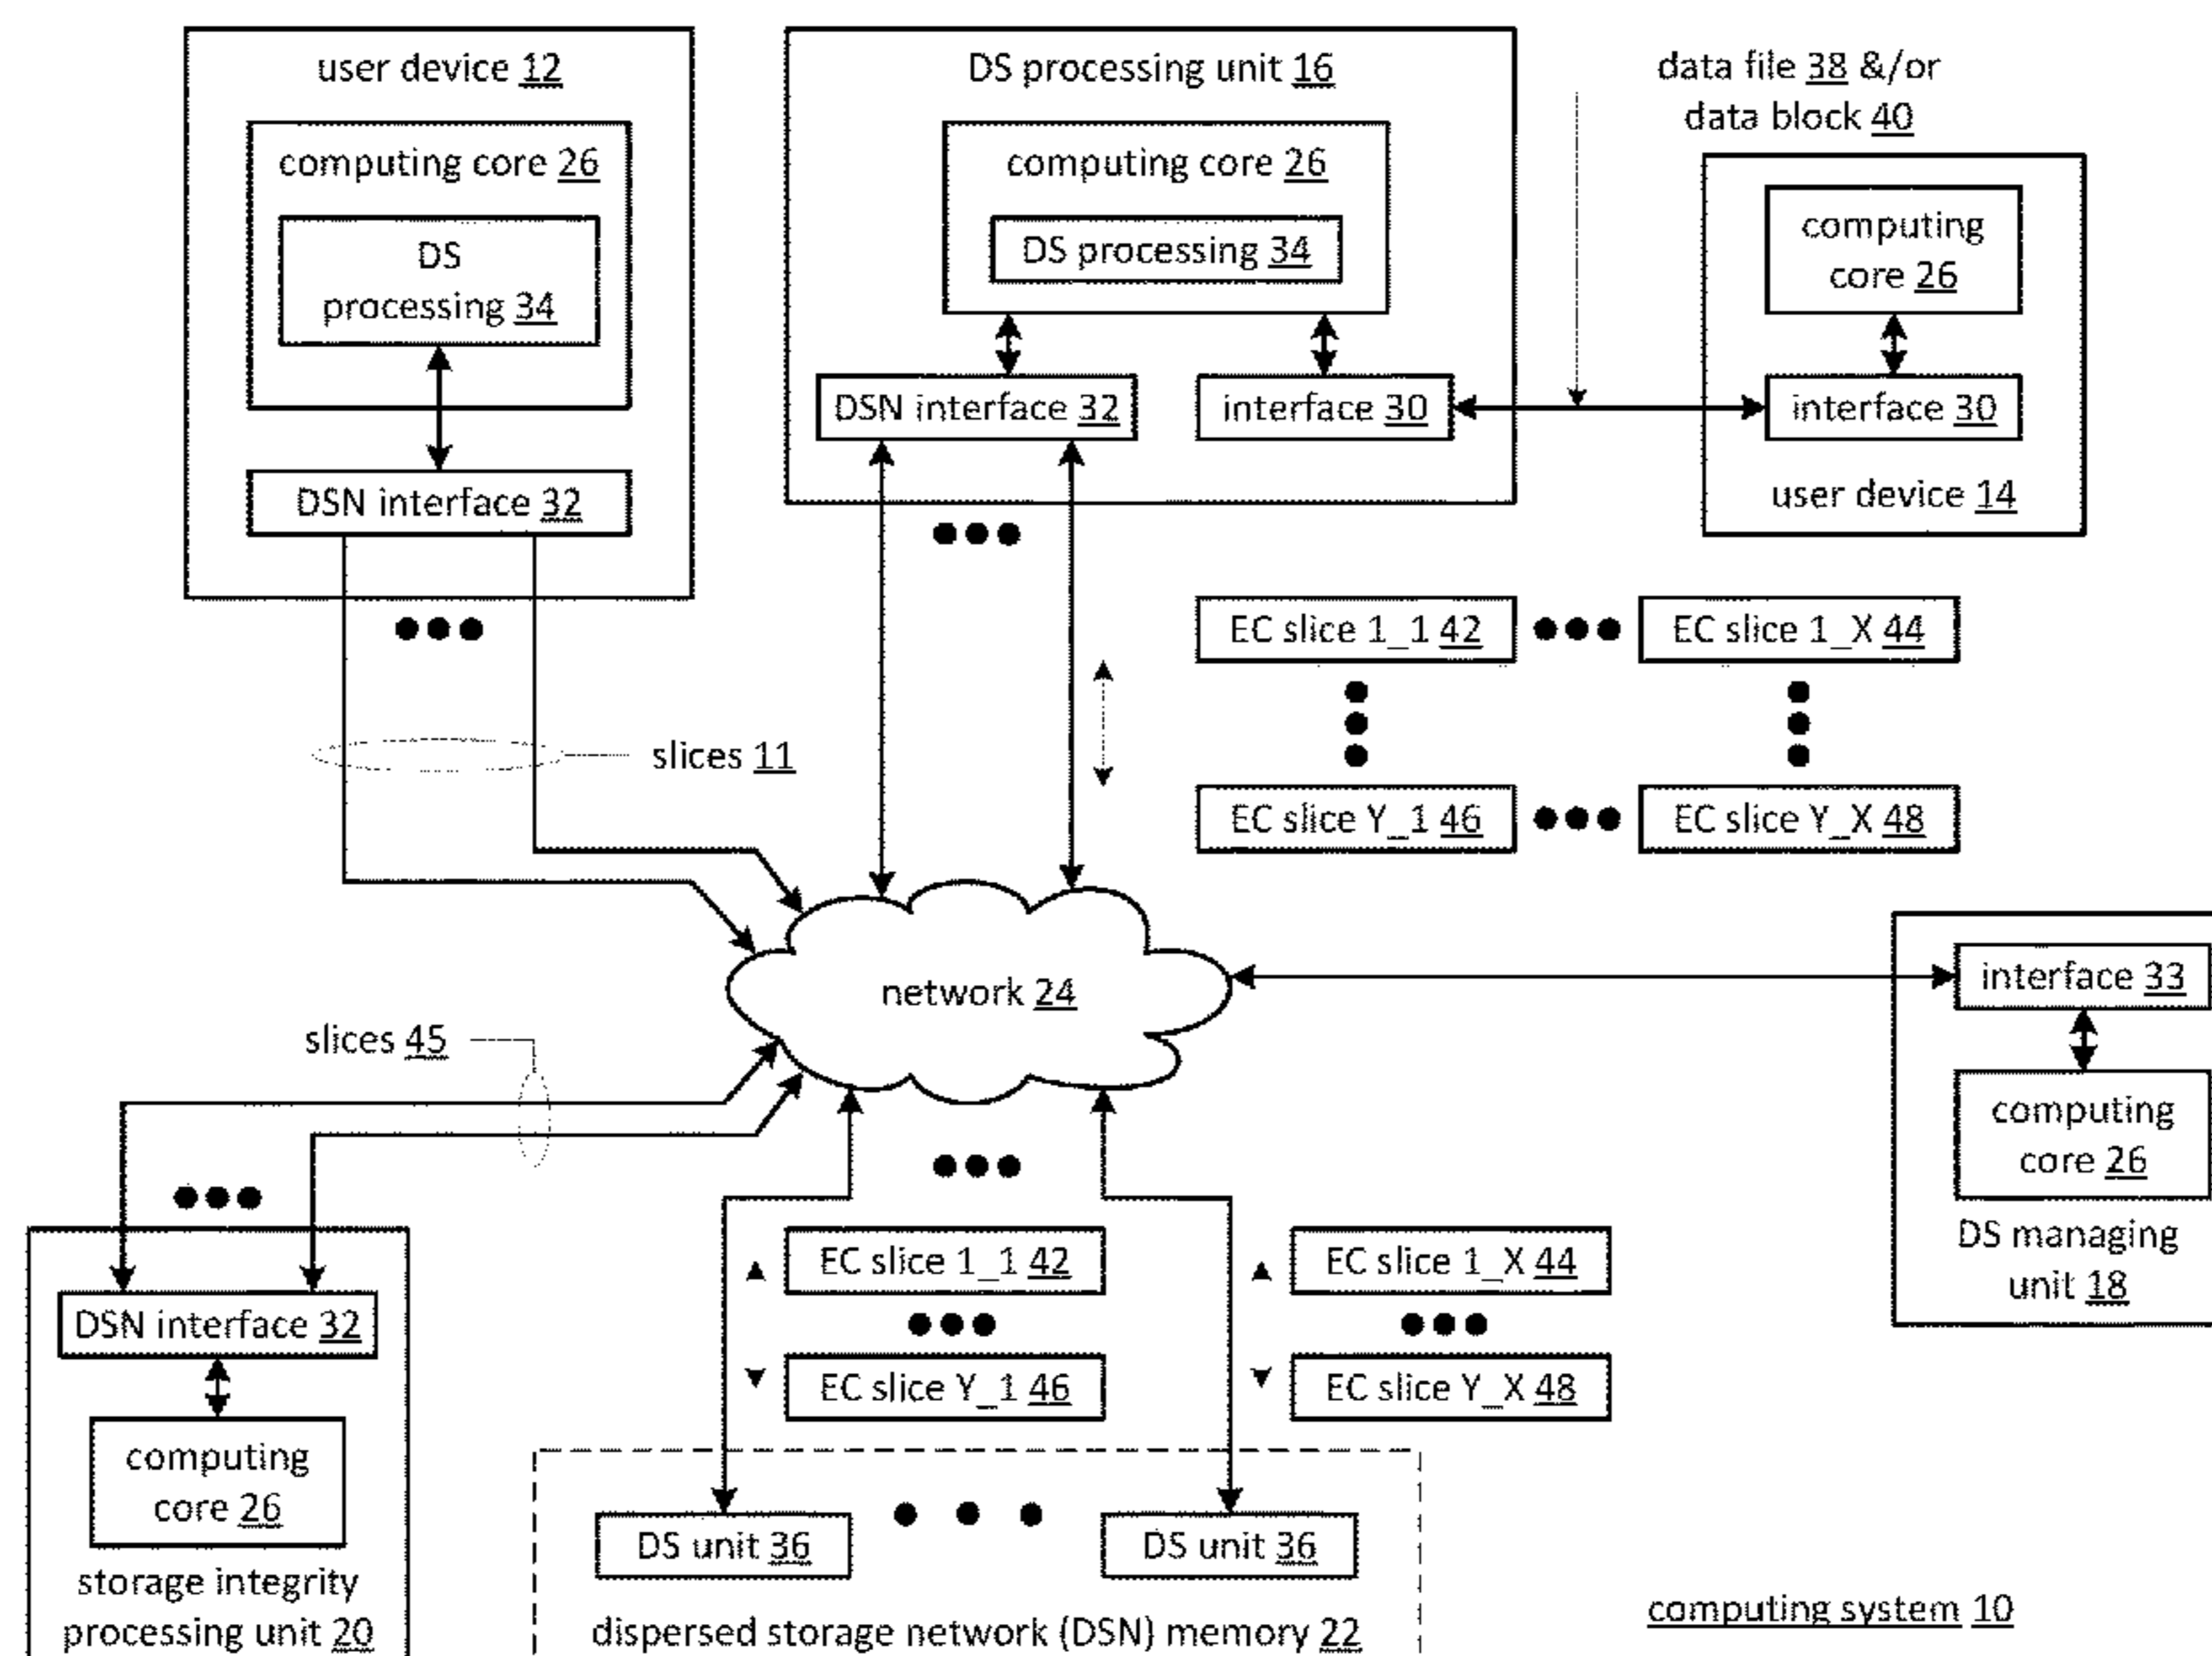 user device 12
computing core 26
DS
processing 34
DSN interface 32
DS processing unit 16
computing core 26
DS processing 34
DSN interface 32
interface 30
data file 38 &/or
data block 40
computing
core 26
interface 30
user device 14
EC slice 1_1 42
EC slice 1_X 44
EC slice Y_1 46
EC slice Y_X 48
slices 11
network 24
interface 33
computing
core 26
DS managing
unit 18
slices 45
DSN interface 32
computing
core 26
storage integrity
processing unit 20
EC slice 1_1 42
EC slice 1_X 44
EC slice Y_1 46
EC slice Y_X 48
DS unit 36
DS unit 36
dispersed storage network (DSN) memory 22
computing system 10